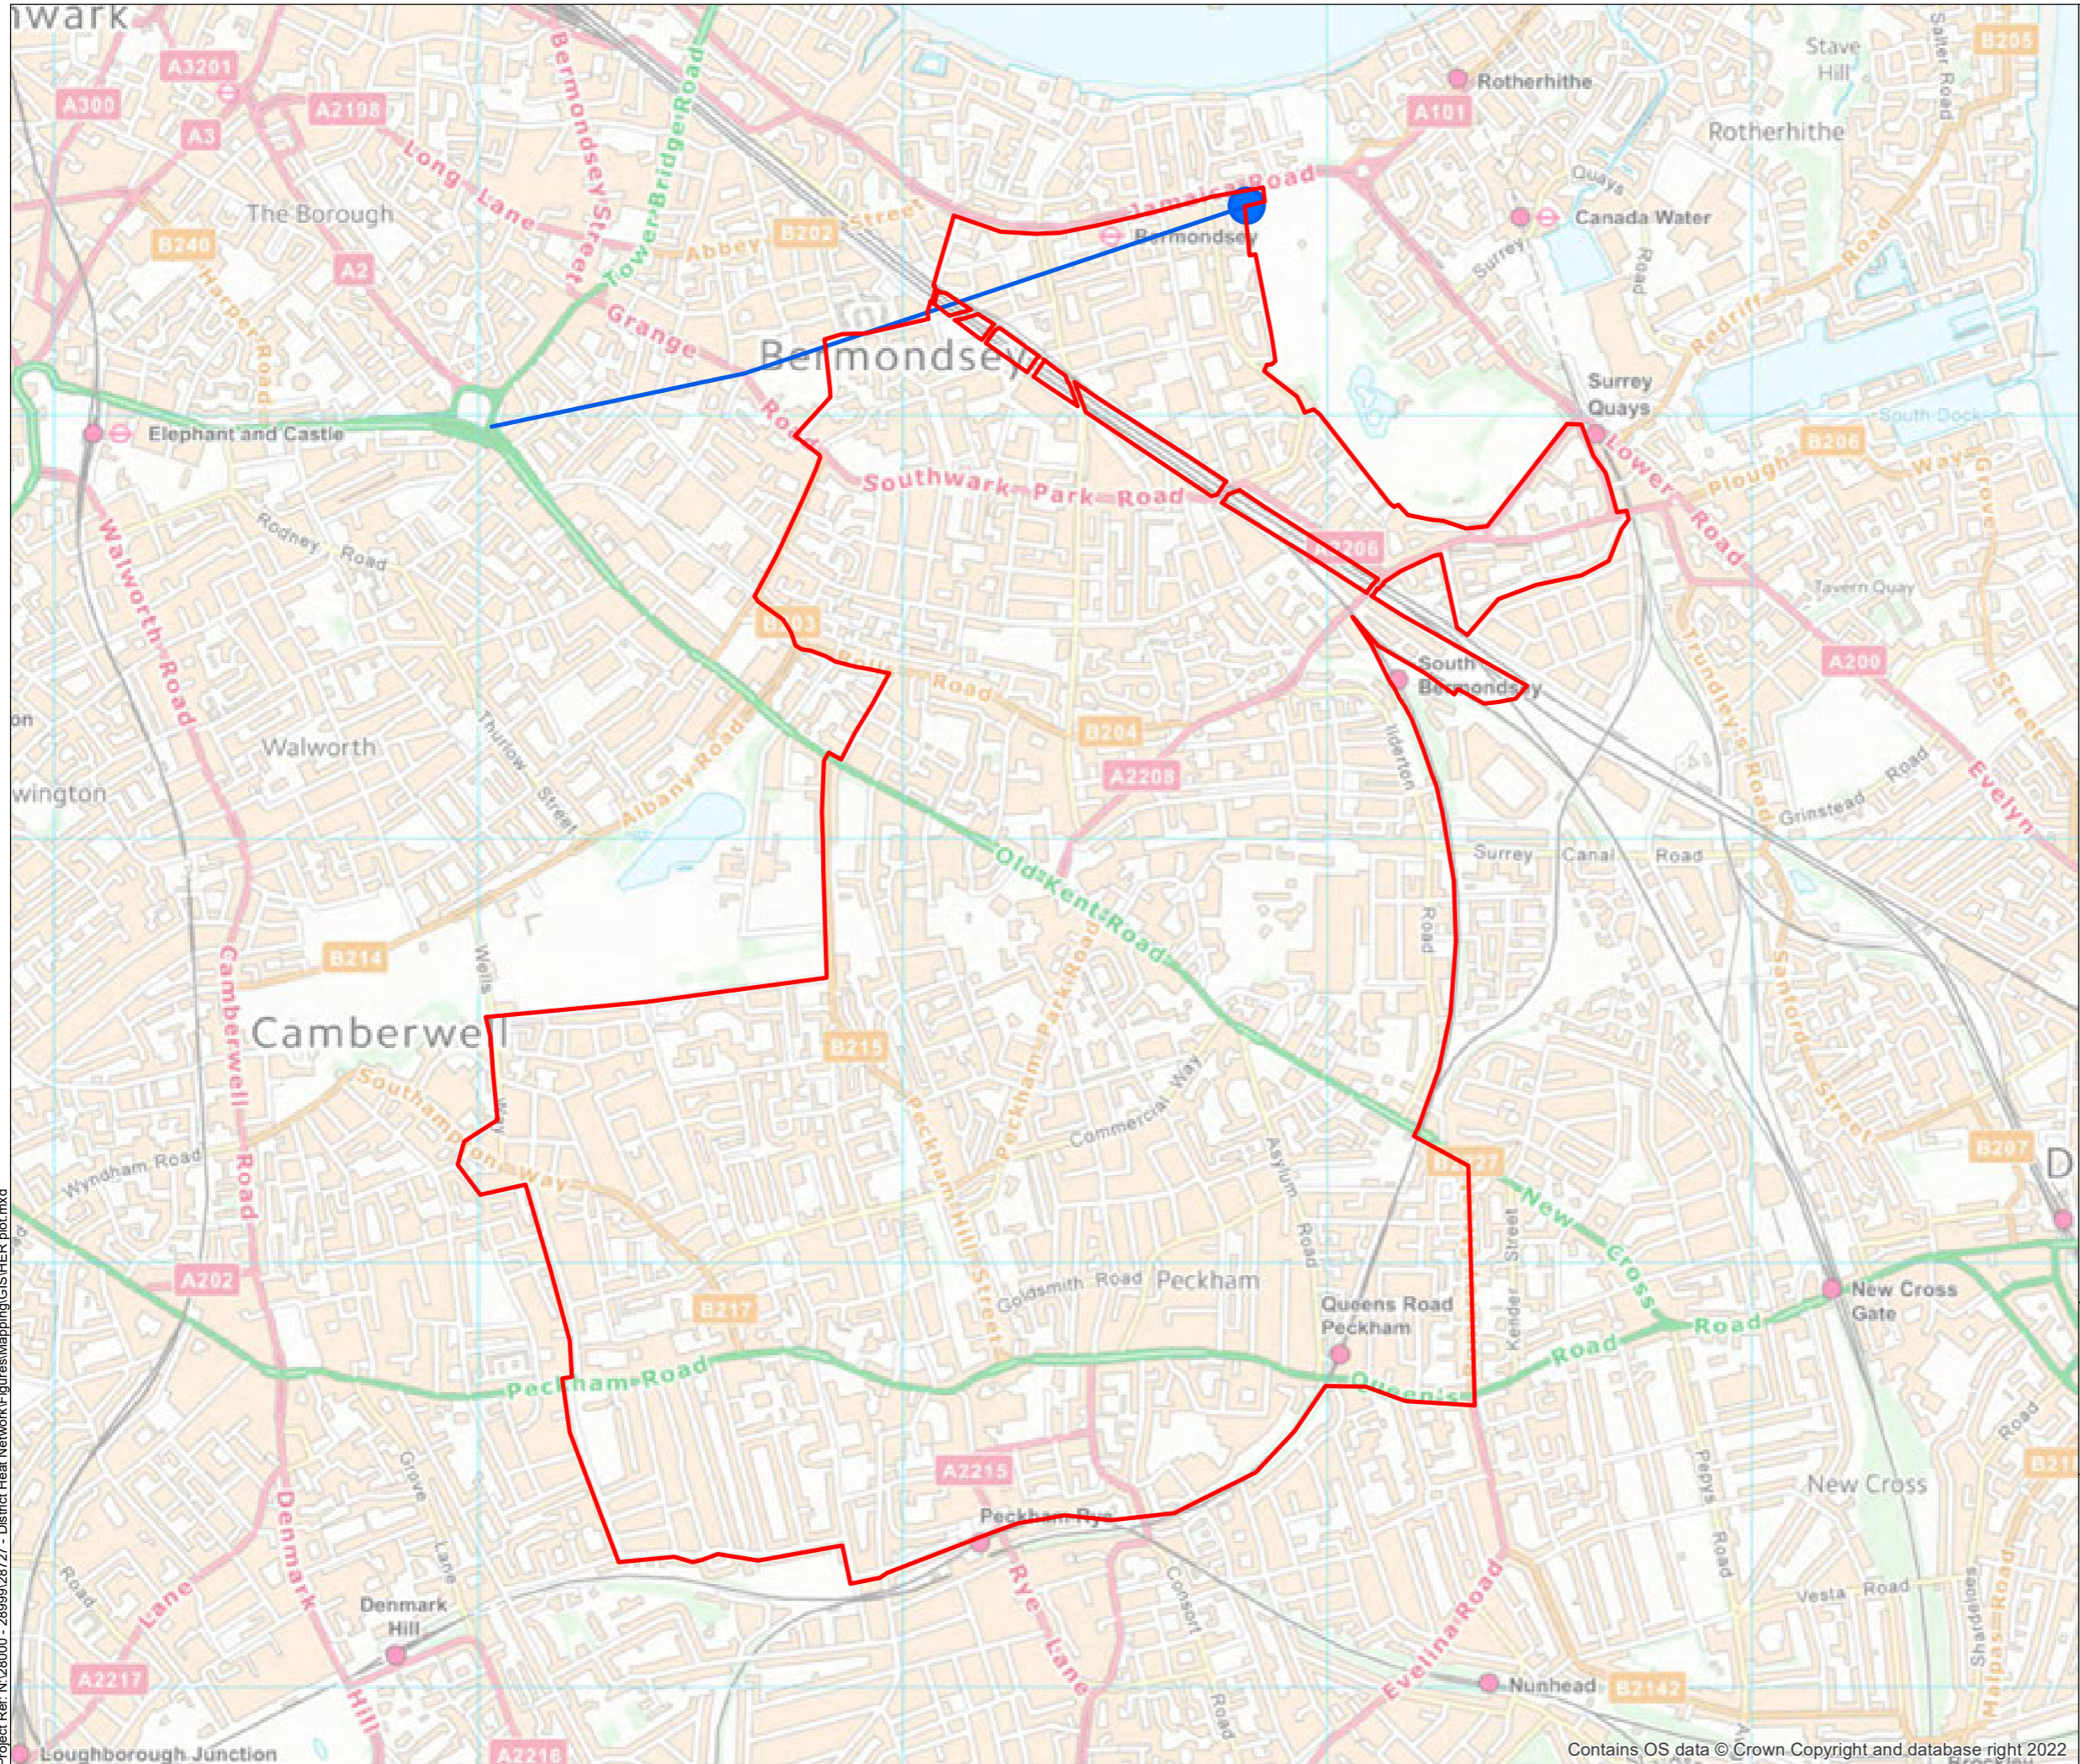 A3201
A300
A2198
A3
Bermondsey Street
Tower Bridge Road
Long Lane
The Borough
B240
A2
Harper Road
Abbey Street
B202
Grange Road
Jamaica Road
Bermondsey
Rotherhithe
A101
Stave
Hill
Salter Road
B205
Rotherhithe
Quays
Canada Water
Surrey
Road
Redriff Road
Bermondsey
Elephant and Castle
Surrey
Quays
South Dock
B206
Lower Road
Plough Way
Grove Street
Southwark Park Road
Rodney Road
Walworth Road
Tavern Quay
Trundley's Road
A200
South
Bermondsey
Ilderton Road
B204
A2208
Walworth
Thurlow Street
Albany Road
Grinstead Road
Evelyn
Surrey Canal Road
Old Kent Road
B214
Wells Way
Camberwell Road
Camberwell
Southampton Way
B215
Peckham Park Road
Commercial Way
Sanford Street
B207
Wyndham Road
Peckham Hill Street
Asylum Road
New Cross Road
Kender Street
A202
B217
Goldsmith Road
Peckham
Queens Road
Peckham
New Cross
Gate
Peckham Road
Queen's Road
Grove Lane
A2215
Peckham Rye
Papys Road
New Cross
Road
Denmark Hill
Denmark
Hill
Lane
Road
Rye Lane
Consort Road
Vesta Road
Shardeloes
Malpas Road
A2217
Evelina Road
Nunhead
B2142
Loughborough Junction
A2216
Contains OS data © Crown Copyright and database right 2022